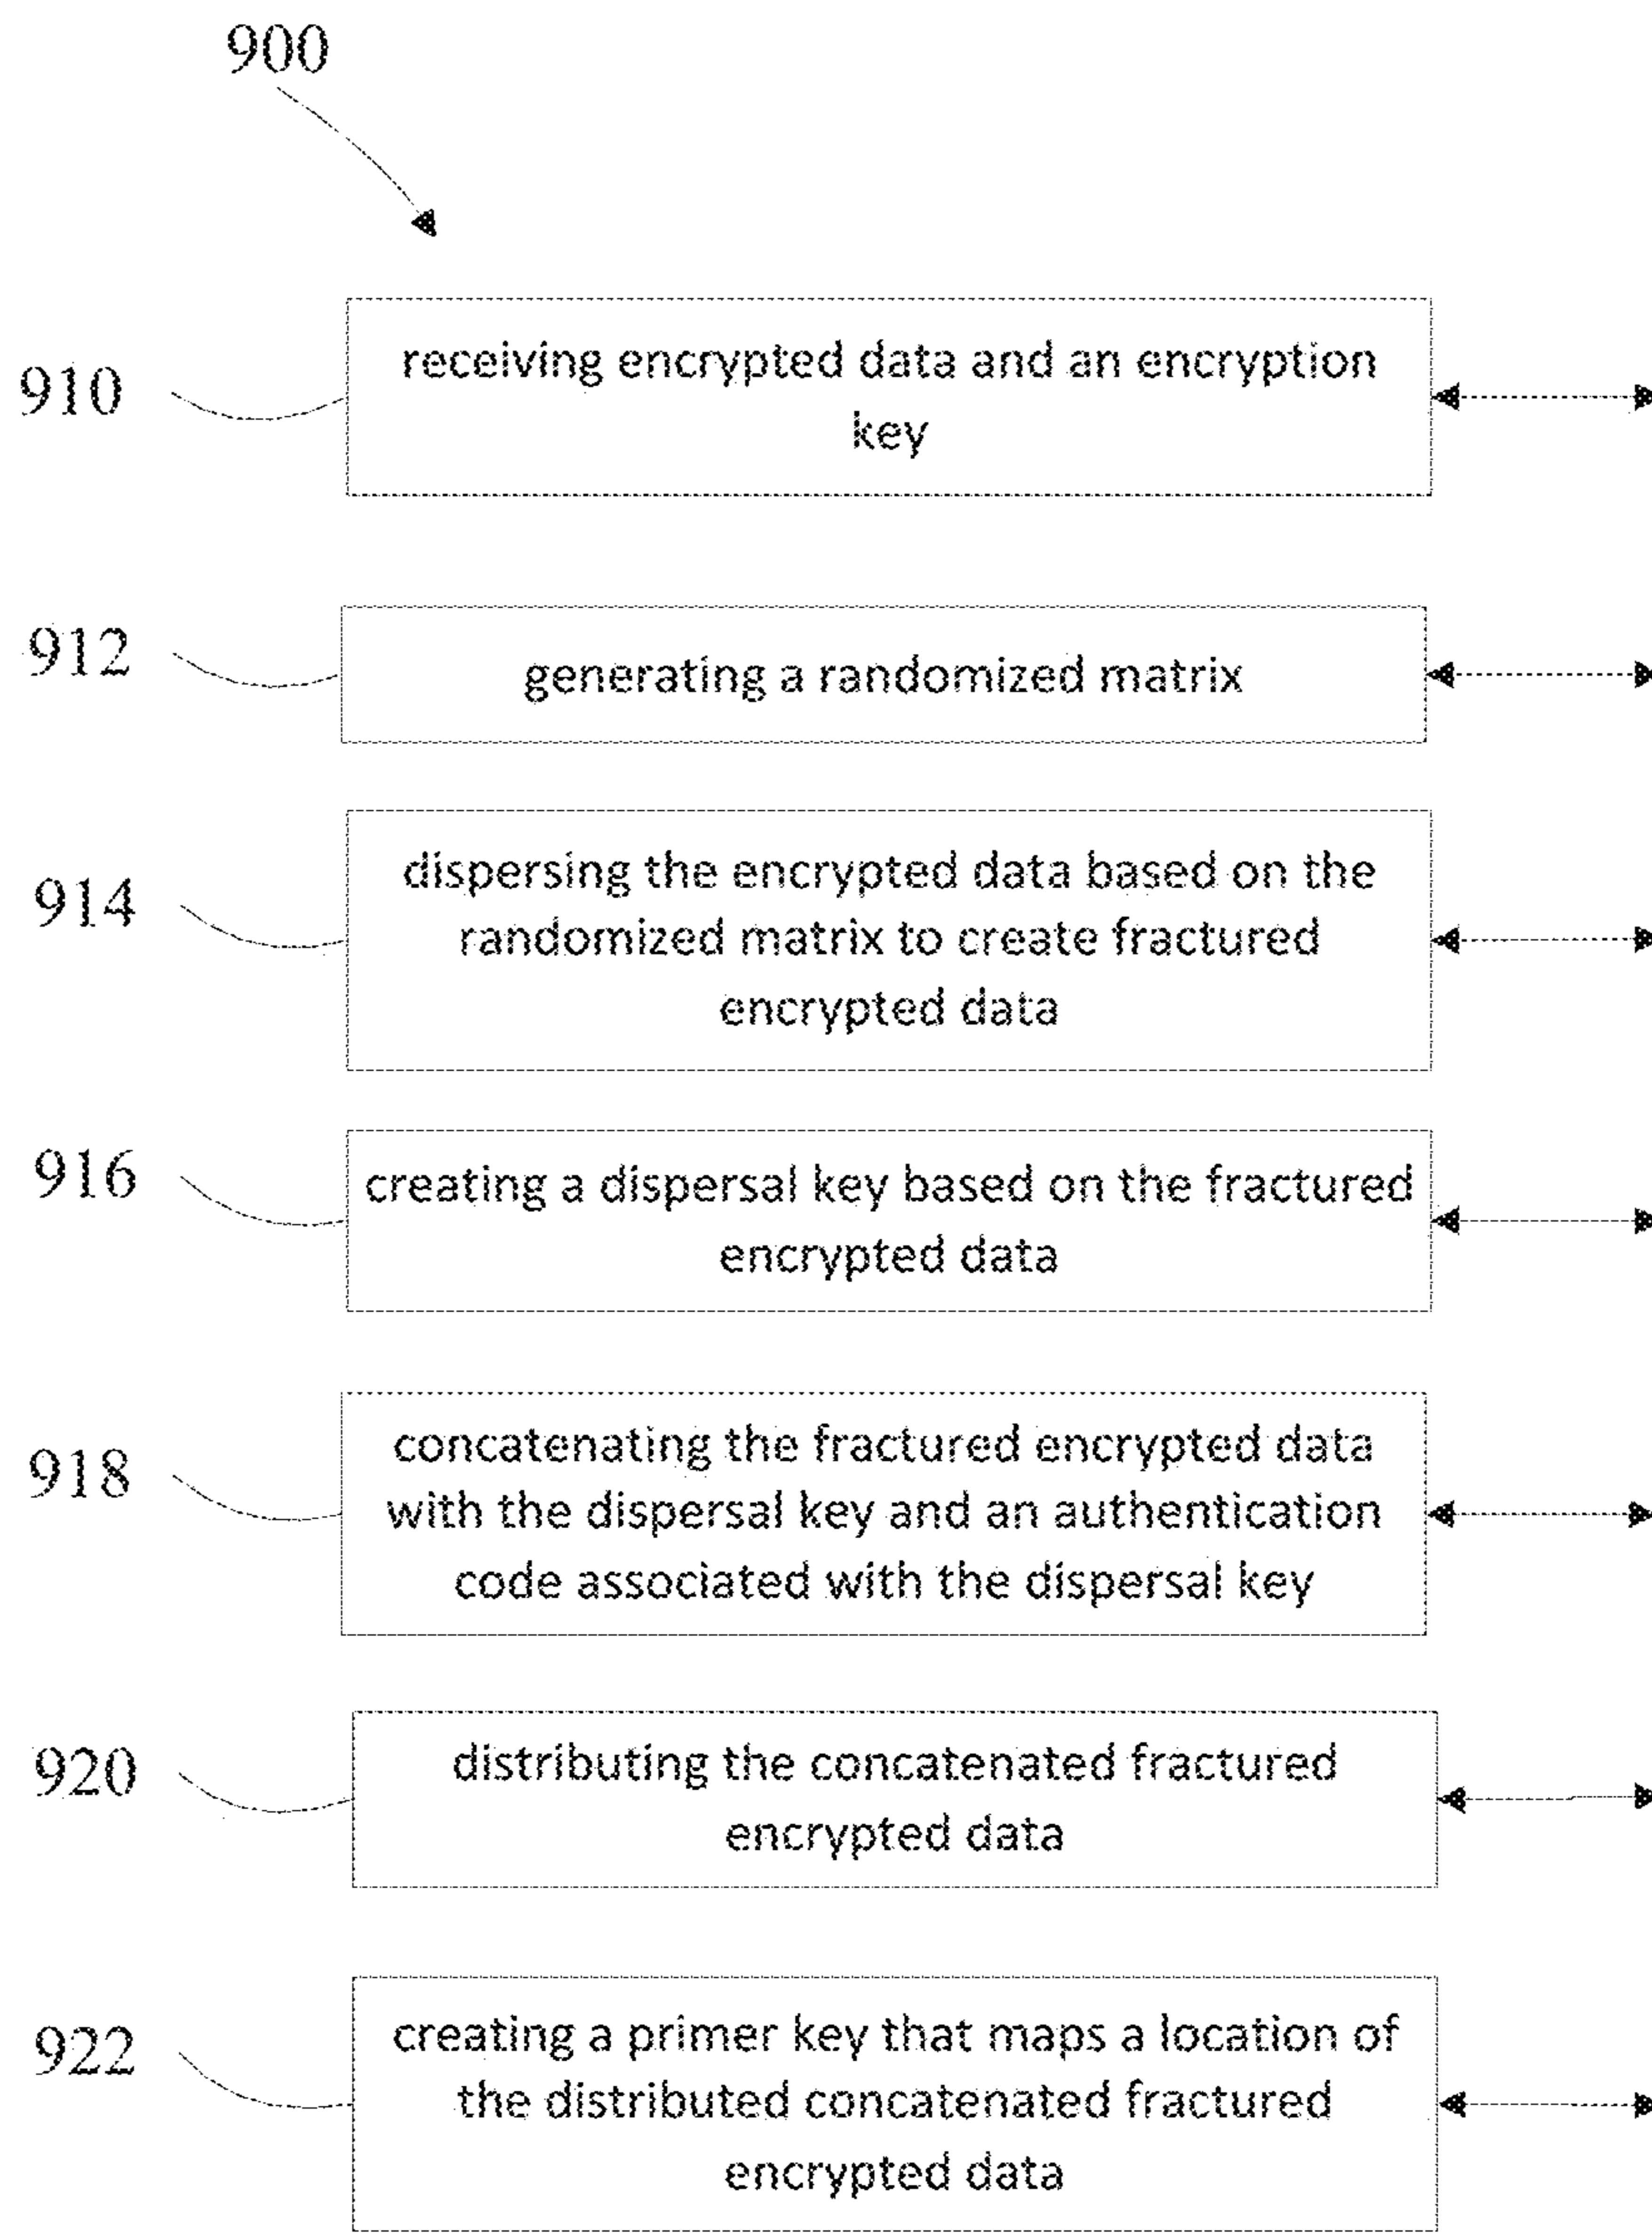 900
910
receiving encrypted data and an encryption
key
912
generating a randomized matrix
914
dispersing the encrypted data based on the
randomized matrix to create fractured
encrypted data
916
creating a dispersal key based on the fractured
encrypted data
918
concatenating the fractured encrypted data
with the dispersal key and an authentication
code associated with the dispersal key
920
distributing the concatenated fractured
encrypted data
922
creating a primer key that maps a location of
the distributed concatenated fractured
encrypted data